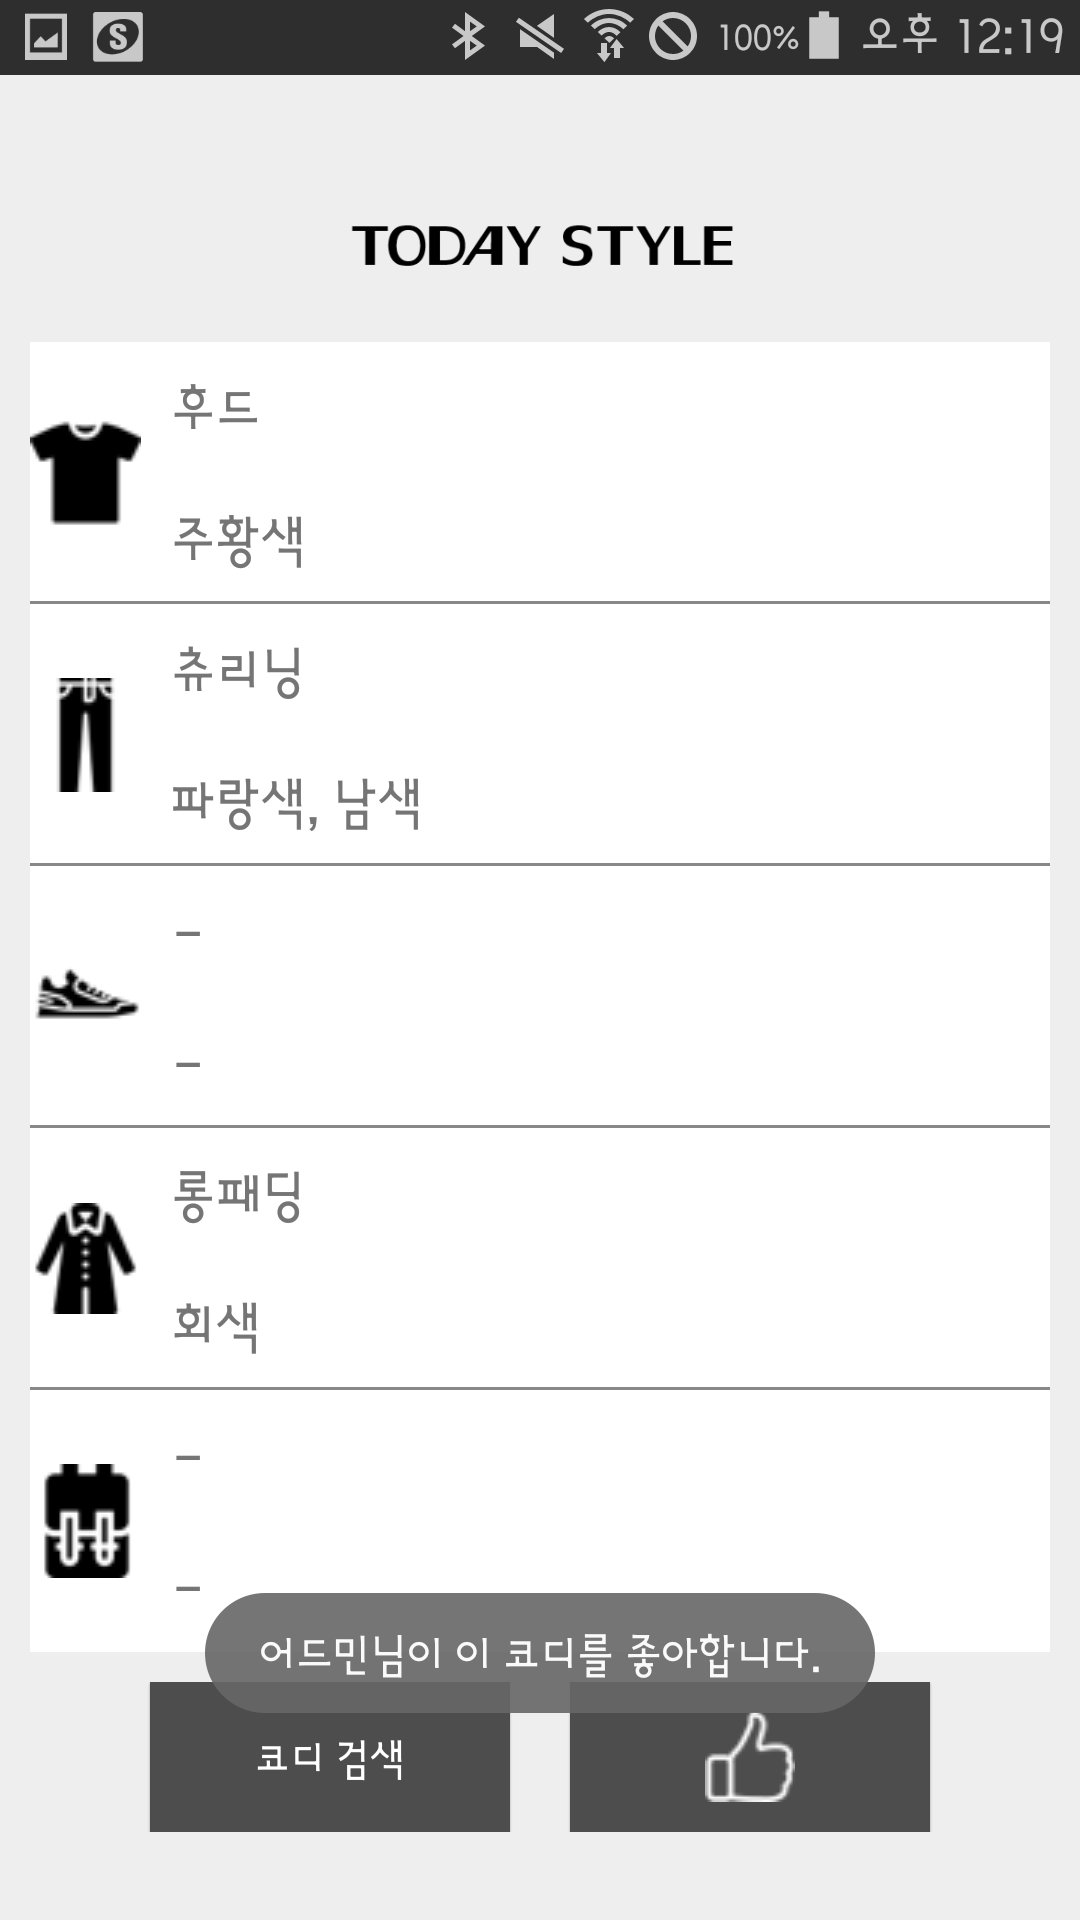 100% 오후 12:19
TODAY STYLE
후드
주황색
츄리닝
파랑색, 남색
-
-
롱패딩
회색
-
-
어드민님이 이 코디를 좋아합니다.
코디 검색